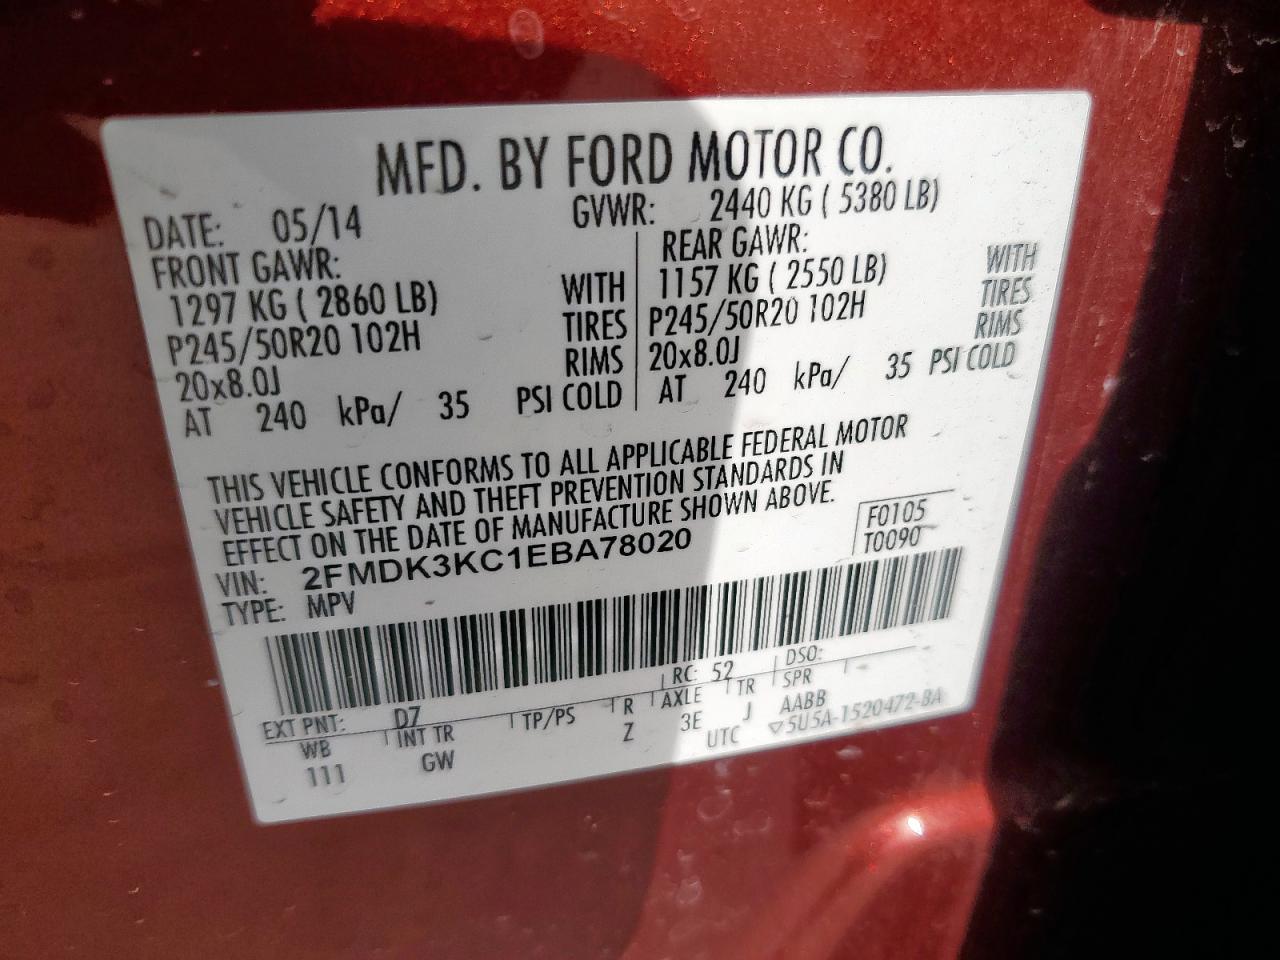 MFD. BY FORD MOTOR CO.
DATE: 05/14 GVWR: 2440 KG ( 5380 LB)
FRONT GAWR: REAR GAWR:
1297 KG ( 2860 LB) WITH 1157 KG ( 2550 LB) WITH
P245/50R20 102H TIRES P245/50R20 102H TIRES
20x8.0J RIMS 20x8.0J RIMS
AT 240 kPa/ 35 PSI COLD AT 240 kPa/ 35 PSI COLD
THIS VEHICLE CONFORMS TO ALL APPLICABLE FEDERAL MOTOR
VEHICLE SAFETY AND THEFT PREVENTION STANDARDS IN
EFFECT ON THE DATE OF MANUFACTURE SHOWN ABOVE.
VIN: 2FMDK3KC1EBA78020 F0105
TYPE: MPV T0090
RC: 52 DSO:
EXT PNT: D7
WB INT TR TP/PS R AXLE TR SPR
111 GW Z 3E J AABB
UTC ▽5U5A-1520472-BA